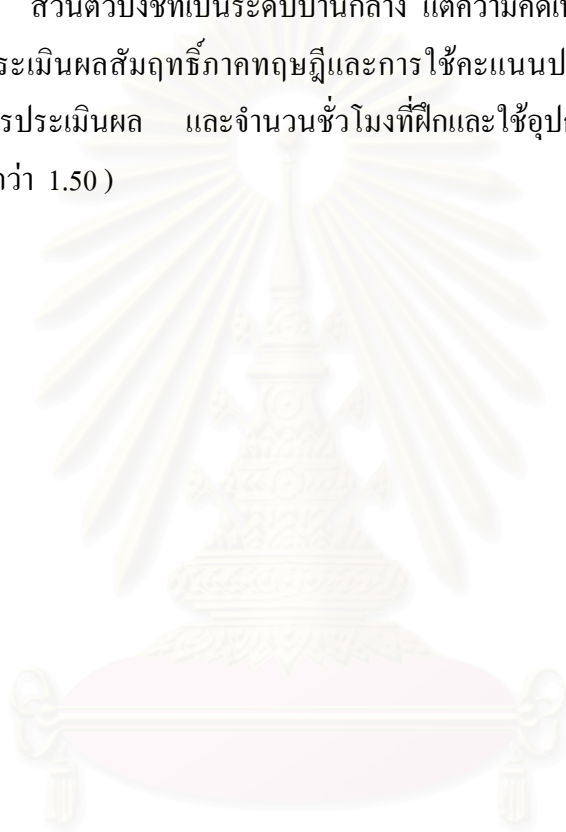 ส่วนตัวบ่งชี้ที่เป็นระดับปานกลาง แต่ความคิดเ
ระเมินผลสัมฤทธิ์ภาคทฤษฎีและการใช้คะแนนป
รประเมินผล และจำนวนชั่วโมงที่ฝึกและใช้อุป
กว่า 1.50 )